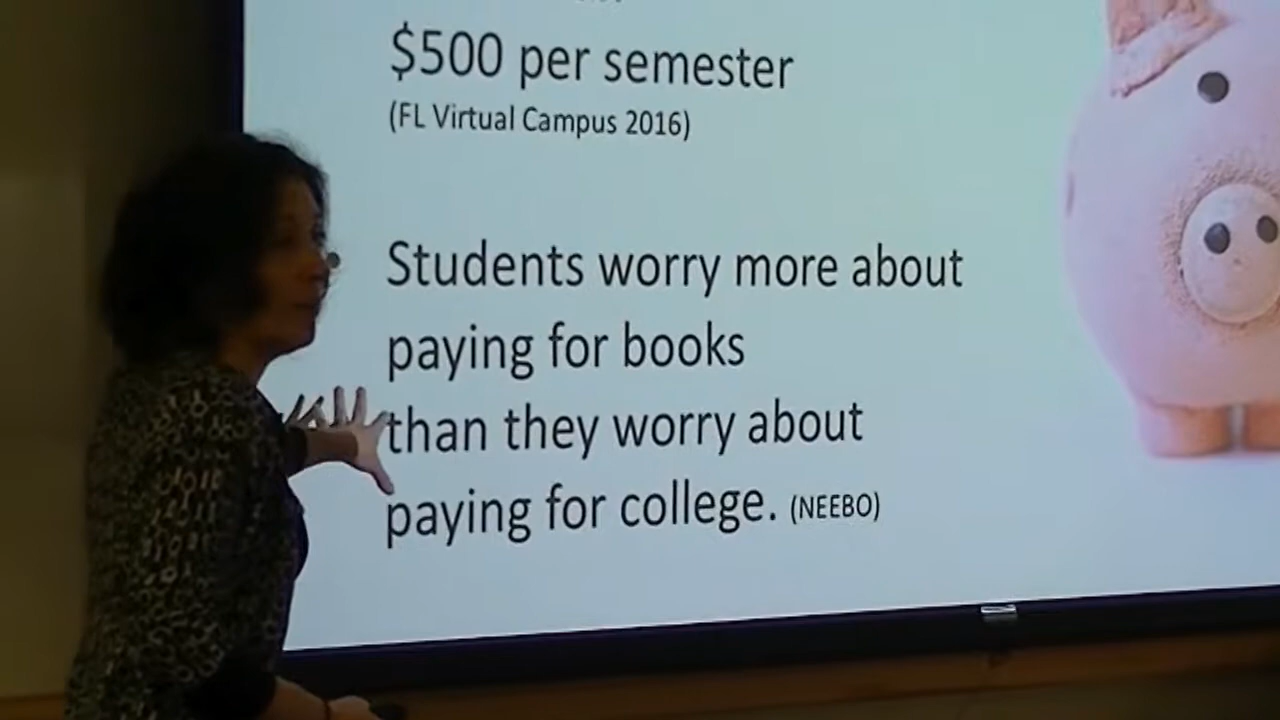 $500 per semester
(FL Virtual Campus 2016)
Students worry more about
paying for books
than they worry about
paying for college. (NEEBO)